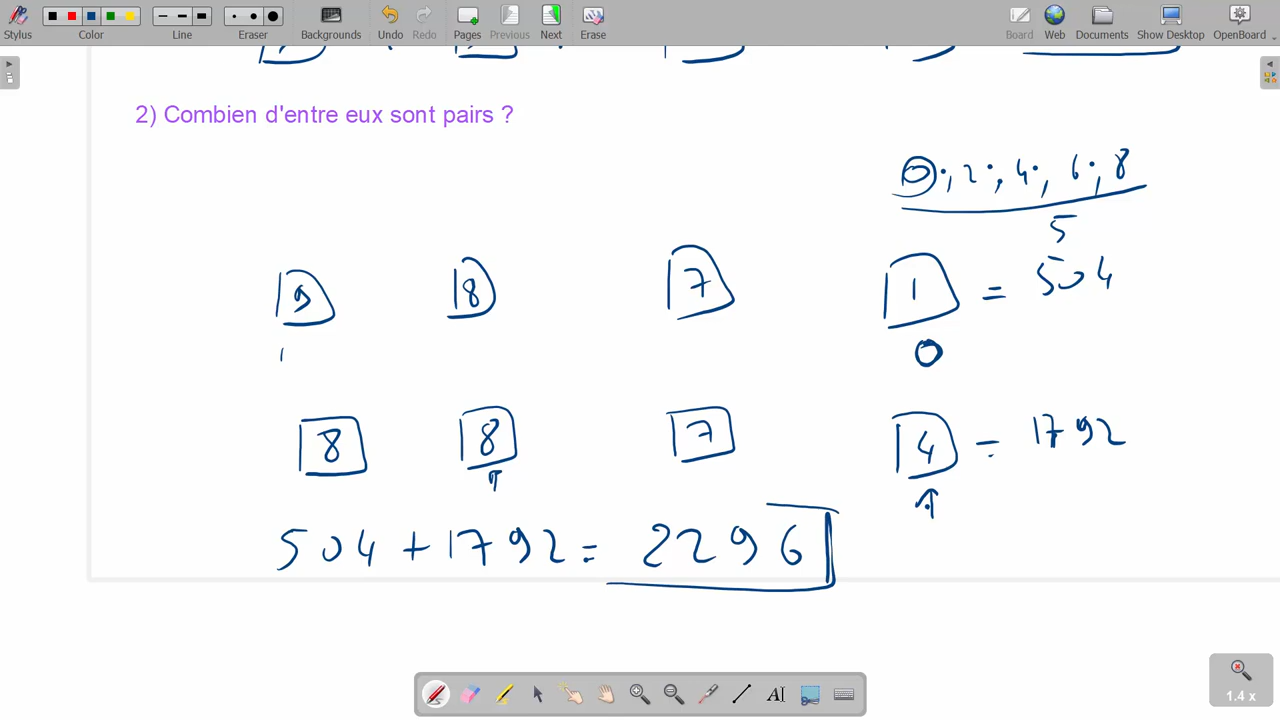 Stylus Color Line Eraser Backgrounds Undo Redo Pages Next Erase Board Web Documents Show Desktop OpenBoard
2) Combien d'entre eux sont pairs ?
0 ; 2 ; 4 ; 6 ; 8
5
9 8 7 1 = 504
0
8 8 7 4 = 1792
504 + 1792 = 2296
1.4 x